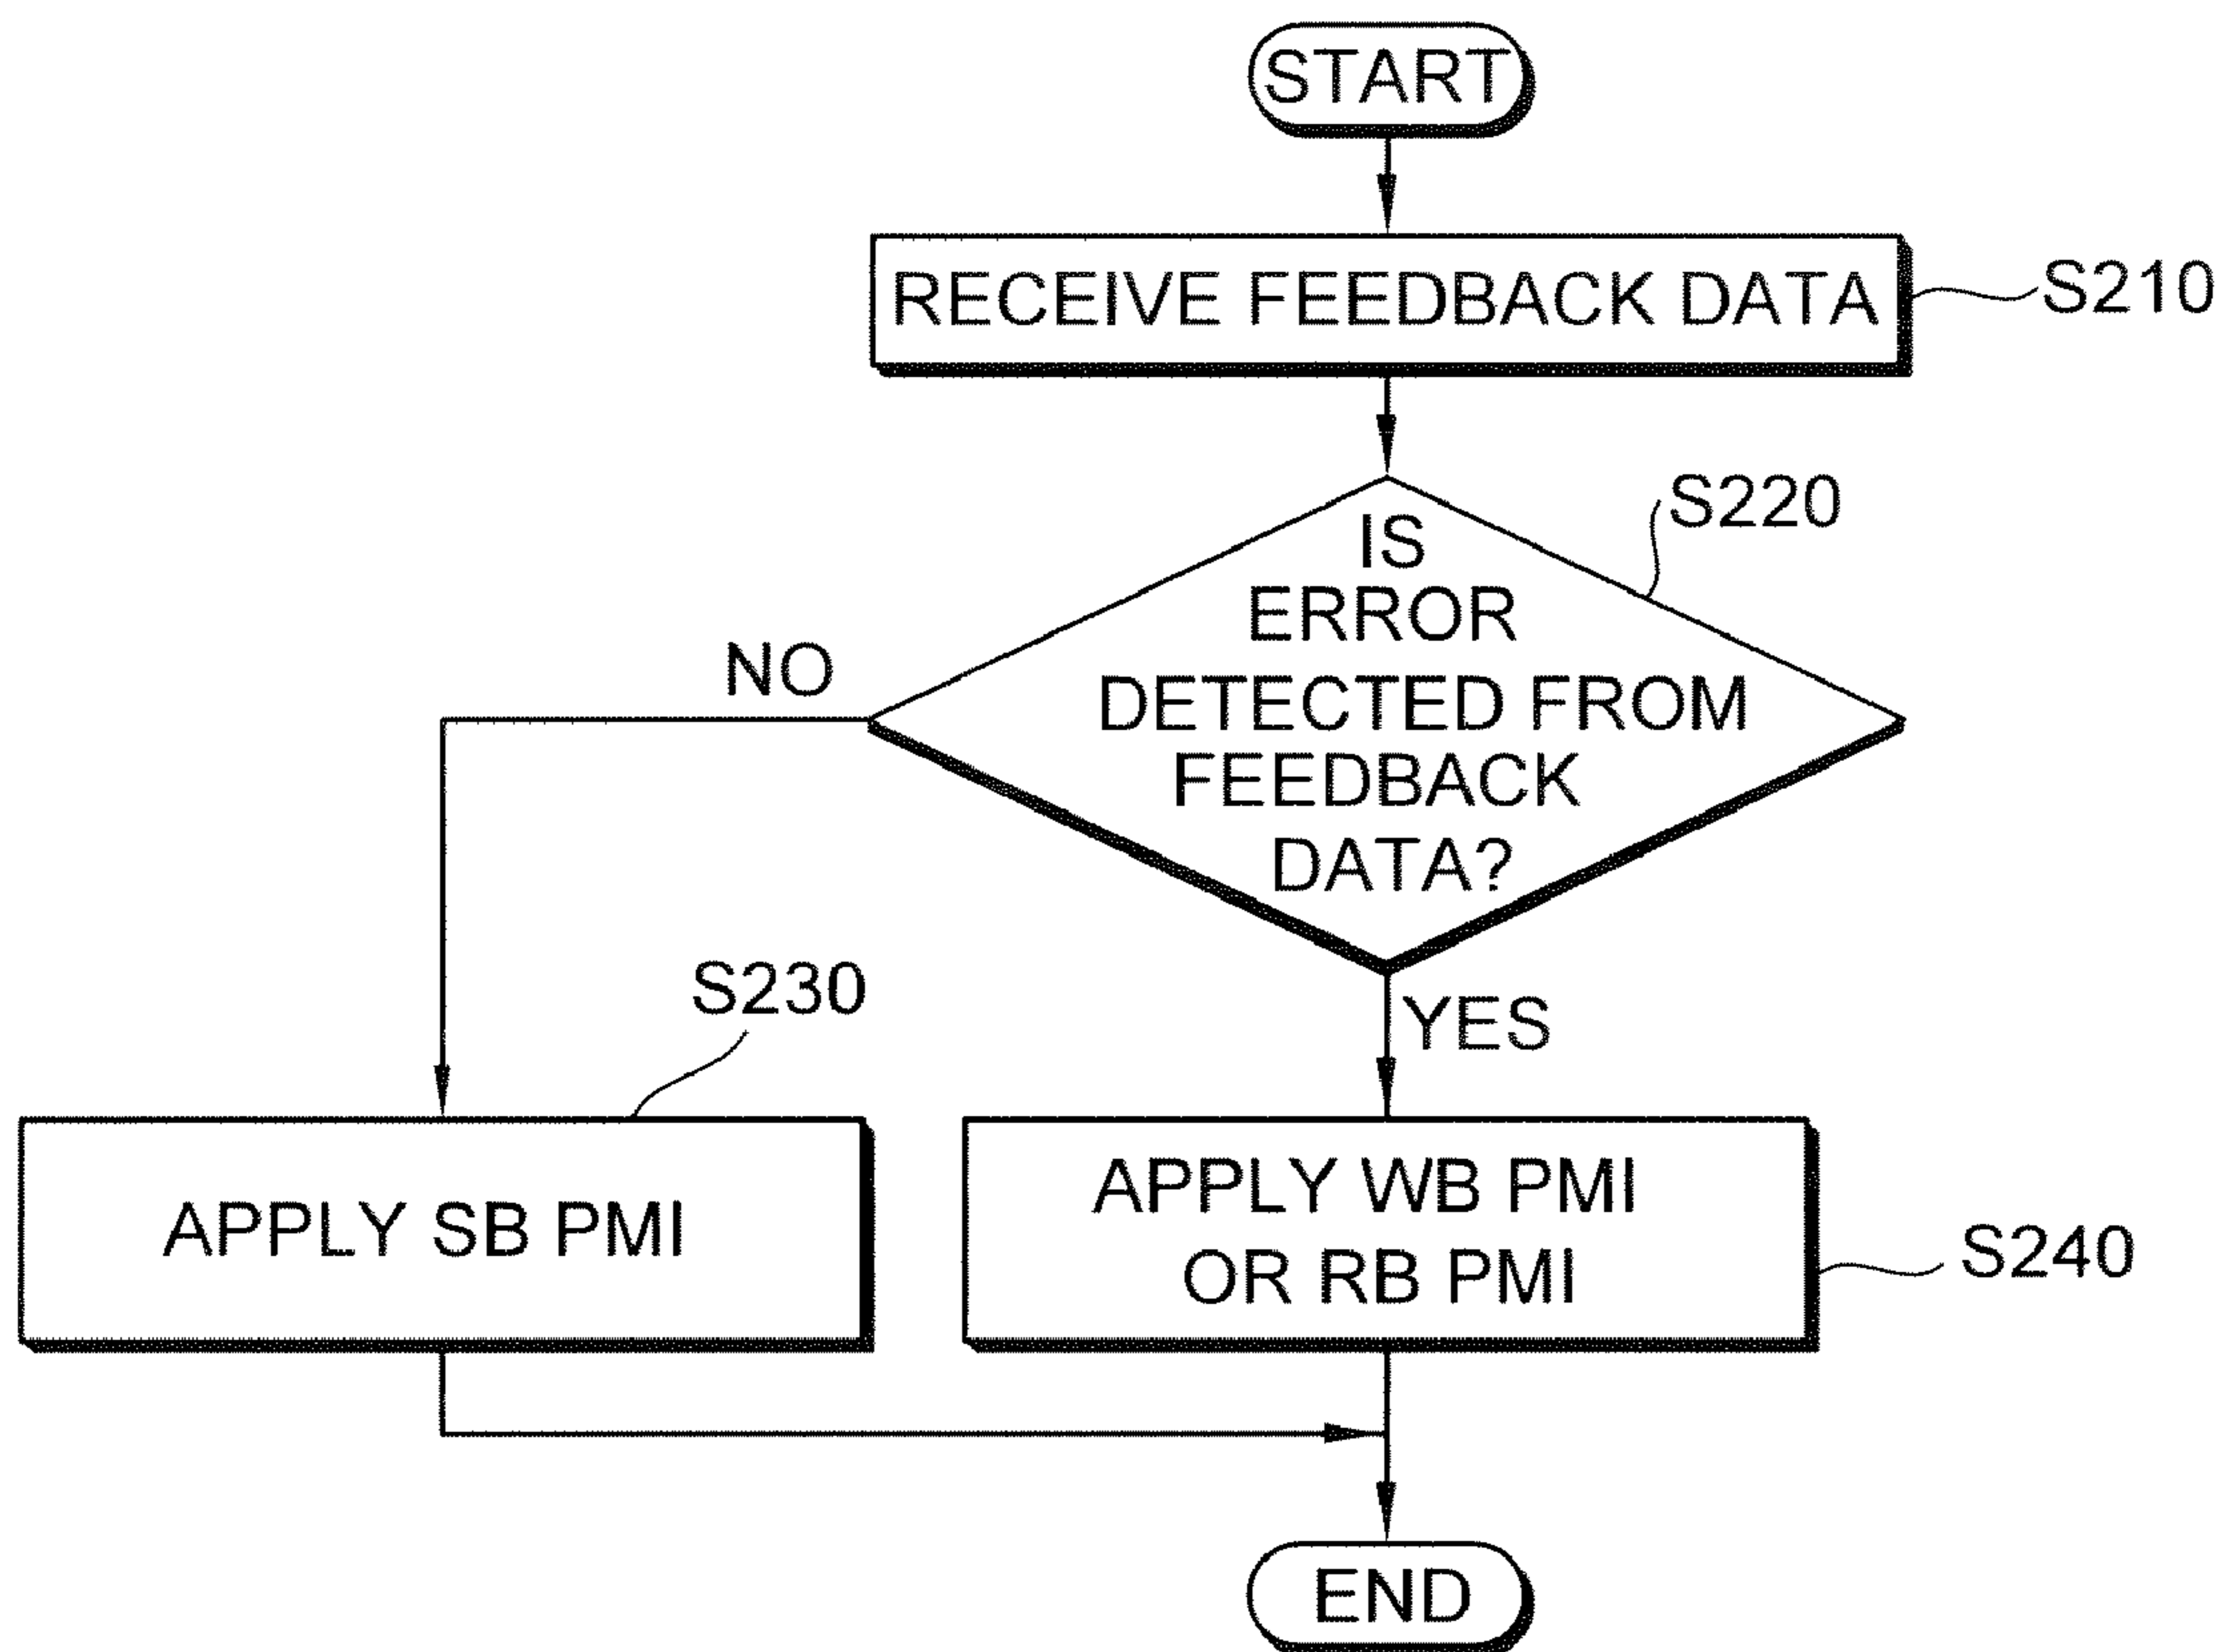 START
RECEIVE FEEDBACK DATA
S210
S220
IS
ERROR
DETECTED FROM
FEEDBACK
DATA?
NO
YES
S230
APPLY SB PMI
APPLY WB PMI
OR RB PMI
S240
END